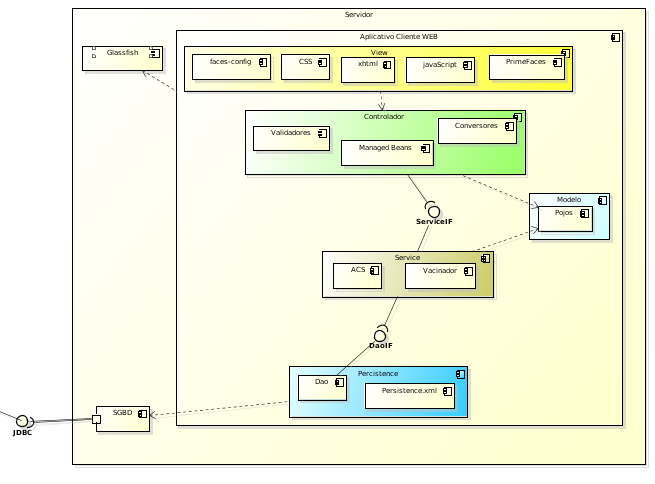 Servidor
Aplicativo Cliente WEB
Glassfish
View
faces-config
CSS
xhtml
javaScript
PrimeFaces
Controlador
Validadores
Managed Beans
Conversores
Modelo
Pojos
ServiceIF
Service
ACS
Vacinador
DaoIF
Percistence
Dao
Persistence.xml
SGBD
JDBC